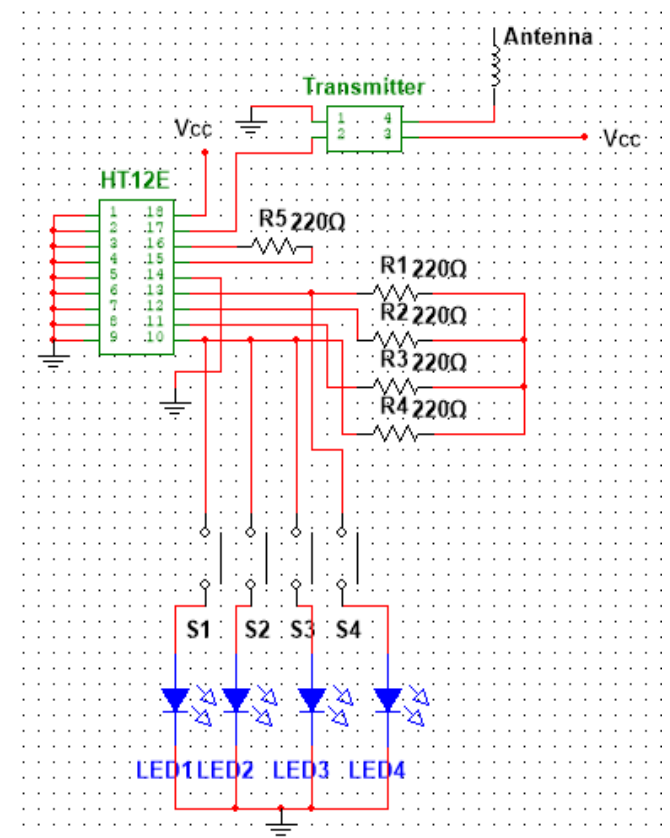 Antenna
Transmitter
1 4
2 3
Vcc
Vcc
HT12E
1 18
2 17
3 16
4 15
5 14
6 13
7 12
8 11
9 10
R5 220Ω
R1 220Ω
R2 220Ω
R3 220Ω
R4 220Ω
S1 S2 S3 S4
LED1 LED2 LED3 LED4